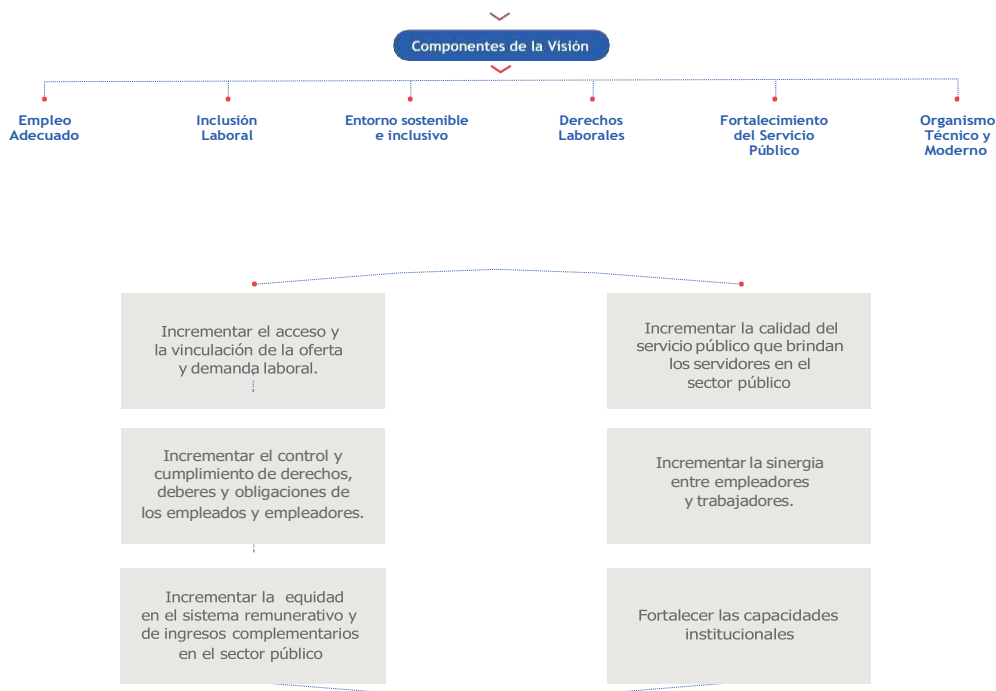 Componentes de la Visión
Empleo
Adecuado
Inclusión
Laboral
Entorno sostenible
e inclusivo
Derechos
Laborales
Fortalecimiento
del Servicio
Público
Organismo
Técnico y
Moderno
Incrementar el acceso y
la vinculación de la oferta
y demanda laboral.
Incrementar la calidad del
servicio público que brindan
los servidores en el
sector público
Incrementar el control y
cumplimiento de derechos,
deberes y obligaciones de
los empleados y empleadores.
Incrementar la sinergia
entre empleadores
y trabajadores.
Incrementar la equidad
en el sistema remunerativo y
de ingresos complementarios
en el sector público
Fortalecer las capacidades
institucionales